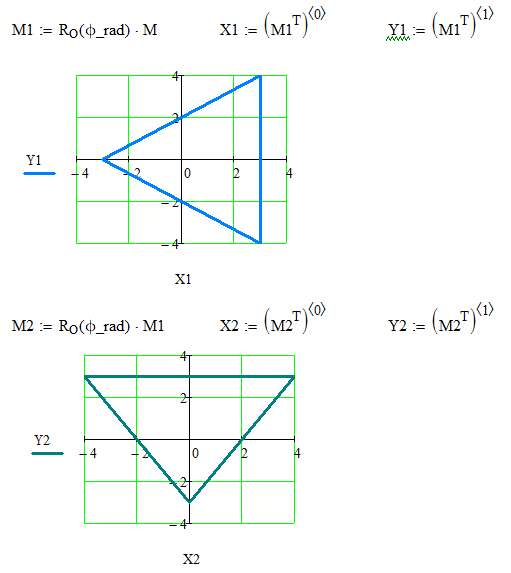 M1 := R_O(ϕ_rad) · M X1 := (M1^T)^⟨0⟩ Y1 := (M1^T)^⟨1⟩
4
2
Y1
−4 −2 0 2 4
−2
−4
X1
M2 := R_O(ϕ_rad) · M1 X2 := (M2^T)^⟨0⟩ Y2 := (M2^T)^⟨1⟩
4
2
Y2
−4 −2 0 2 4
−2
−4
X2